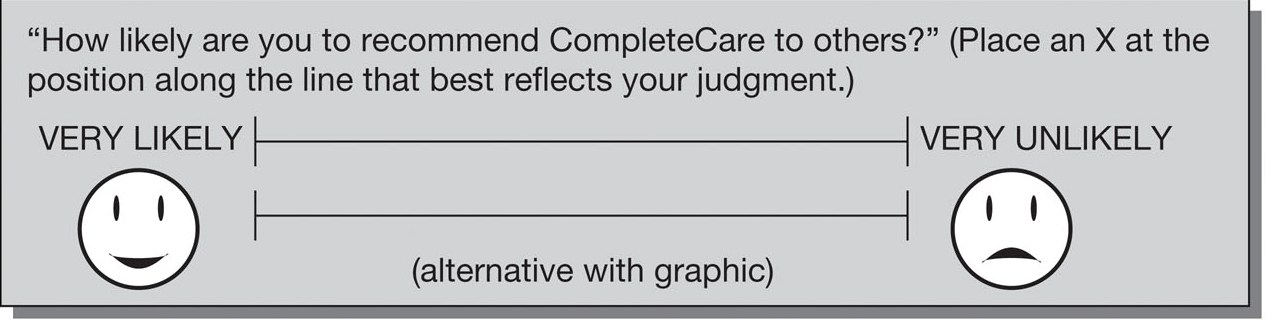 “How likely are you to recommend CompleteCare to others?” (Place an X at the
position along the line that best reflects your judgment.)
VERY LIKELY VERY UNLIKELY
(alternative with graphic)